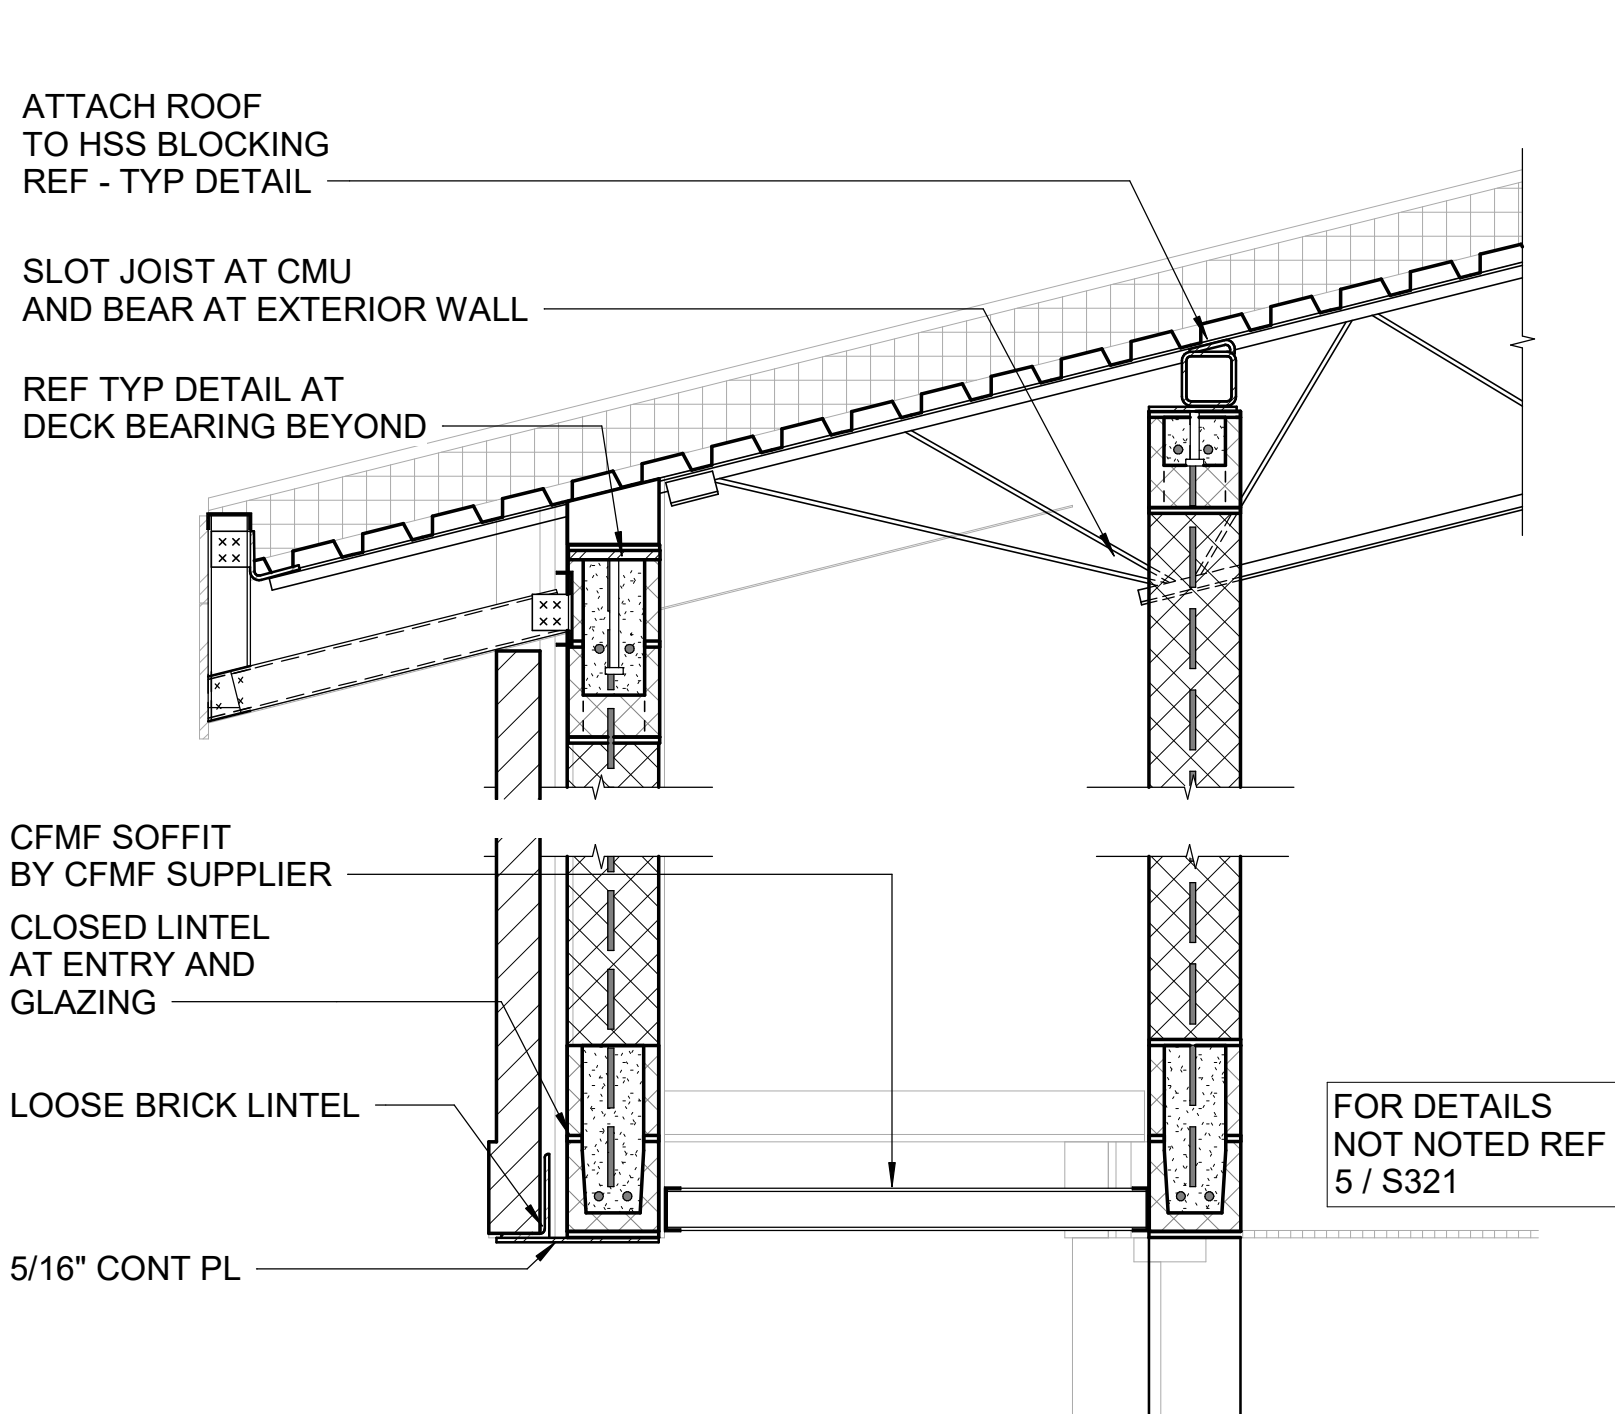 ATTACH ROOF
TO HSS BLOCKING
REF - TYP DETAIL
SLOT JOIST AT CMU
AND BEAR AT EXTERIOR WALL
REF TYP DETAIL AT
DECK BEARING BEYOND
CFMF SOFFIT
BY CFMF SUPPLIER
CLOSED LINTEL
AT ENTRY AND
GLAZING
LOOSE BRICK LINTEL
5/16" CONT PL
FOR DETAILS
NOT NOTED REF
5 / S321